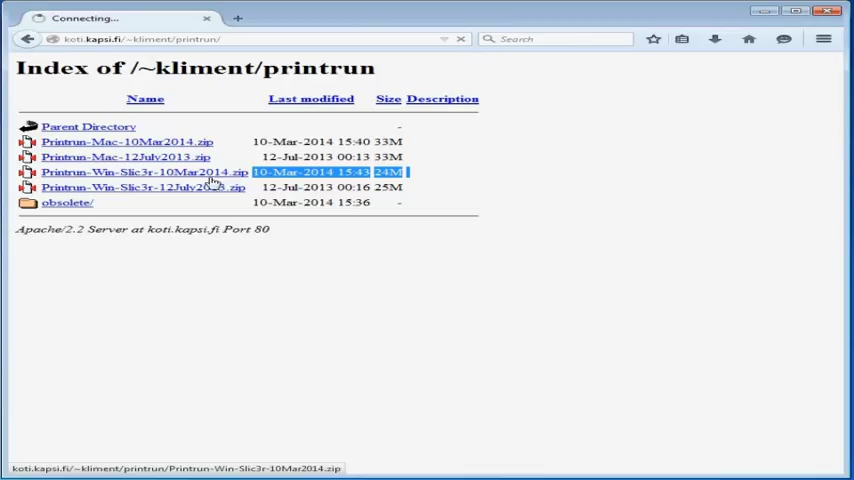 Connecting...
koti.kapsi.fi/~kliment/printrun/
Search
Index of /~kliment/printrun
Name Last modified Size Description
Parent Directory -
Printrun-Mac-10Mar2014.zip 10-Mar-2014 15:40 33M
Printrun-Mac-12July2013.zip 12-Jul-2013 00:13 33M
Printrun-Win-Slic3r-10Mar2014.zip 10-Mar-2014 15:43 24M
Printrun-Win-Slic3r-12July2013.zip 12-Jul-2013 00:16 25M
obsolete/ 10-Mar-2014 15:36 -
Apache/2.2 Server at koti.kapsi.fi Port 80
koti.kapsi.fi/~kliment/printrun/Printrun-Win-Slic3r-10Mar2014.zip